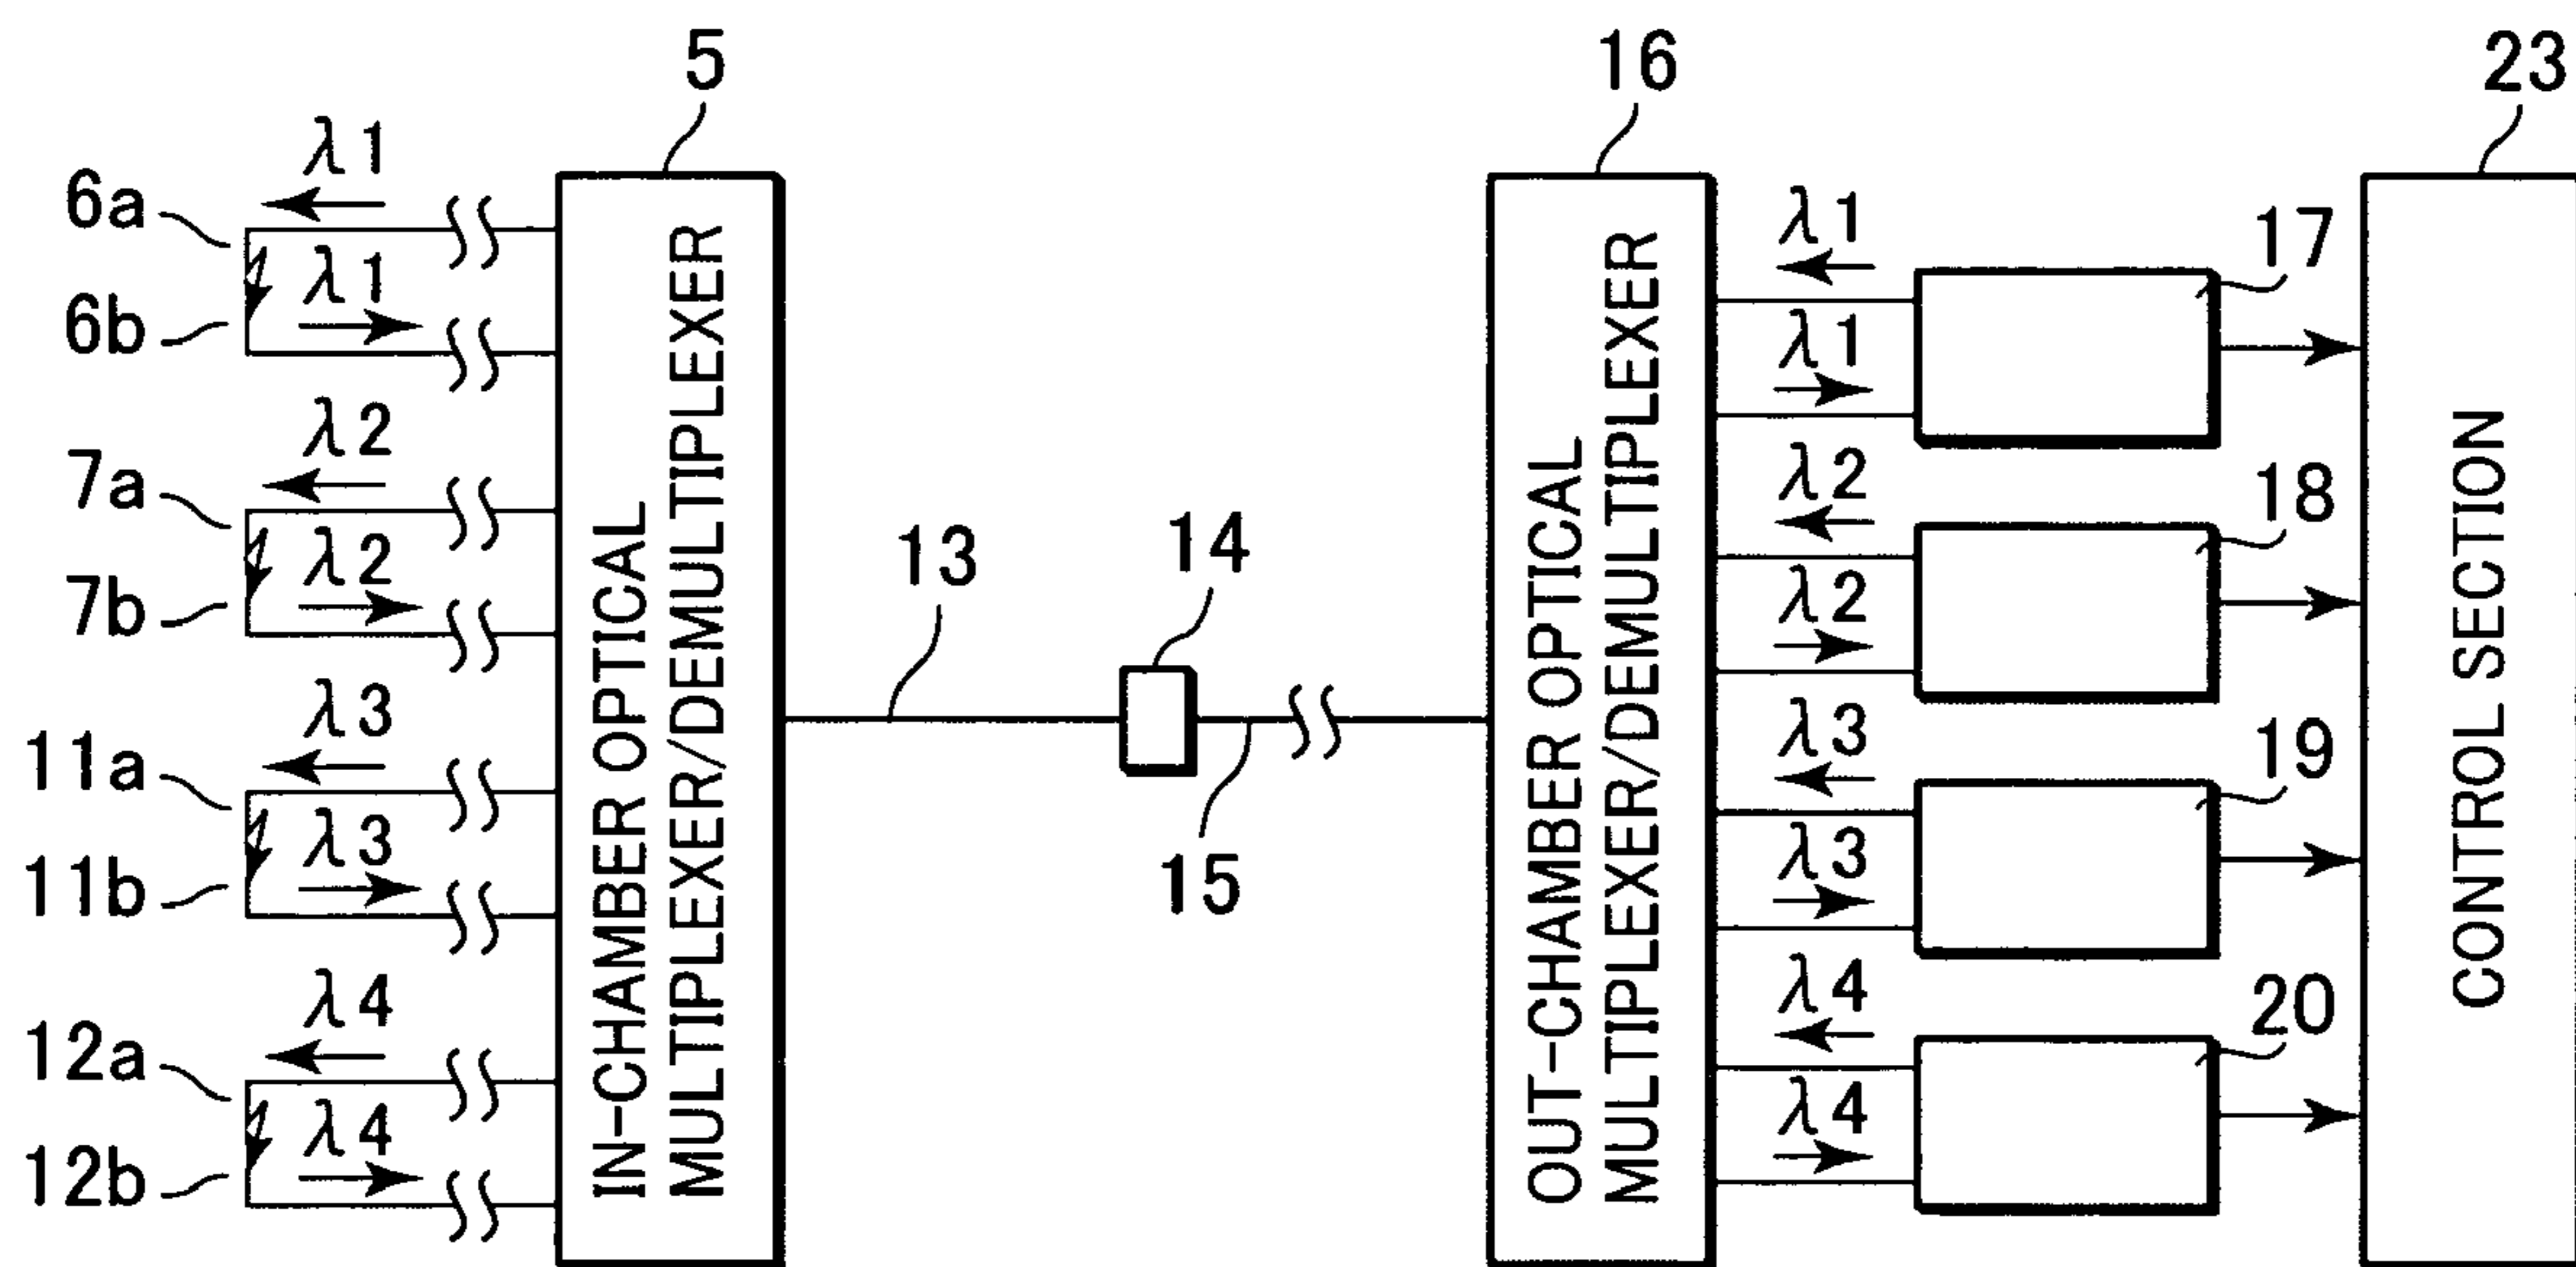 5
16
23
6a
λ1
λ1
6b
7a
λ2
λ2
7b
11a
λ3
λ3
11b
12a
λ4
λ4
12b
IN-CHAMBER OPTICAL
MULTIPLEXER/DEMULTIPLEXER
13
14
15
OUT-CHAMBER OPTICAL
MULTIPLEXER/DEMULTIPLEXER
λ1
λ1
17
λ2
λ2
18
λ3
λ3
19
λ4
λ4
20
CONTROL SECTION